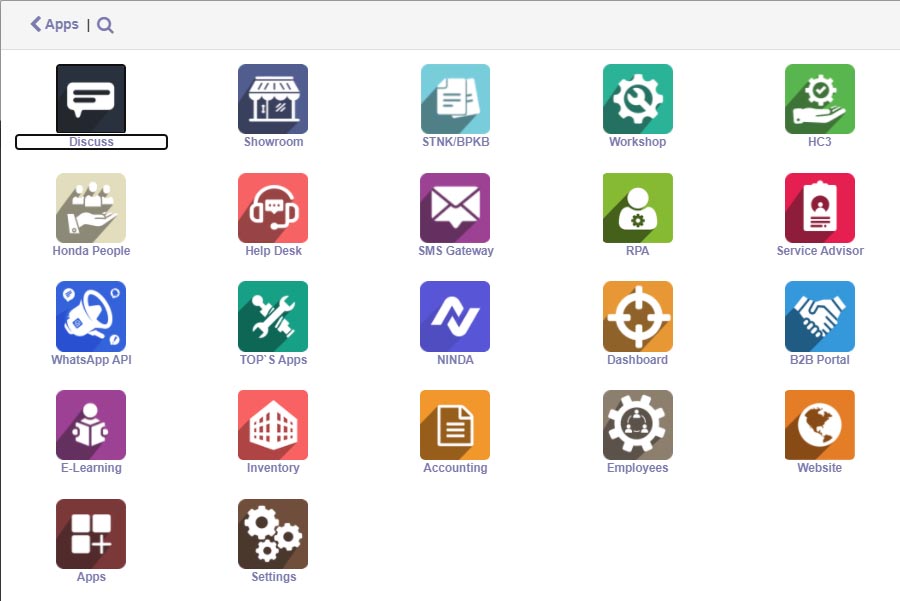 Apps |
Discuss
Showroom
STNK/BPKB
Workshop
HC3
Honda People
Help Desk
SMS Gateway
RPA
Service Advisor
WhatsApp API
TOP`S Apps
NINDA
Dashboard
B2B Portal
E-Learning
Inventory
Accounting
Employees
Website
Apps
Settings